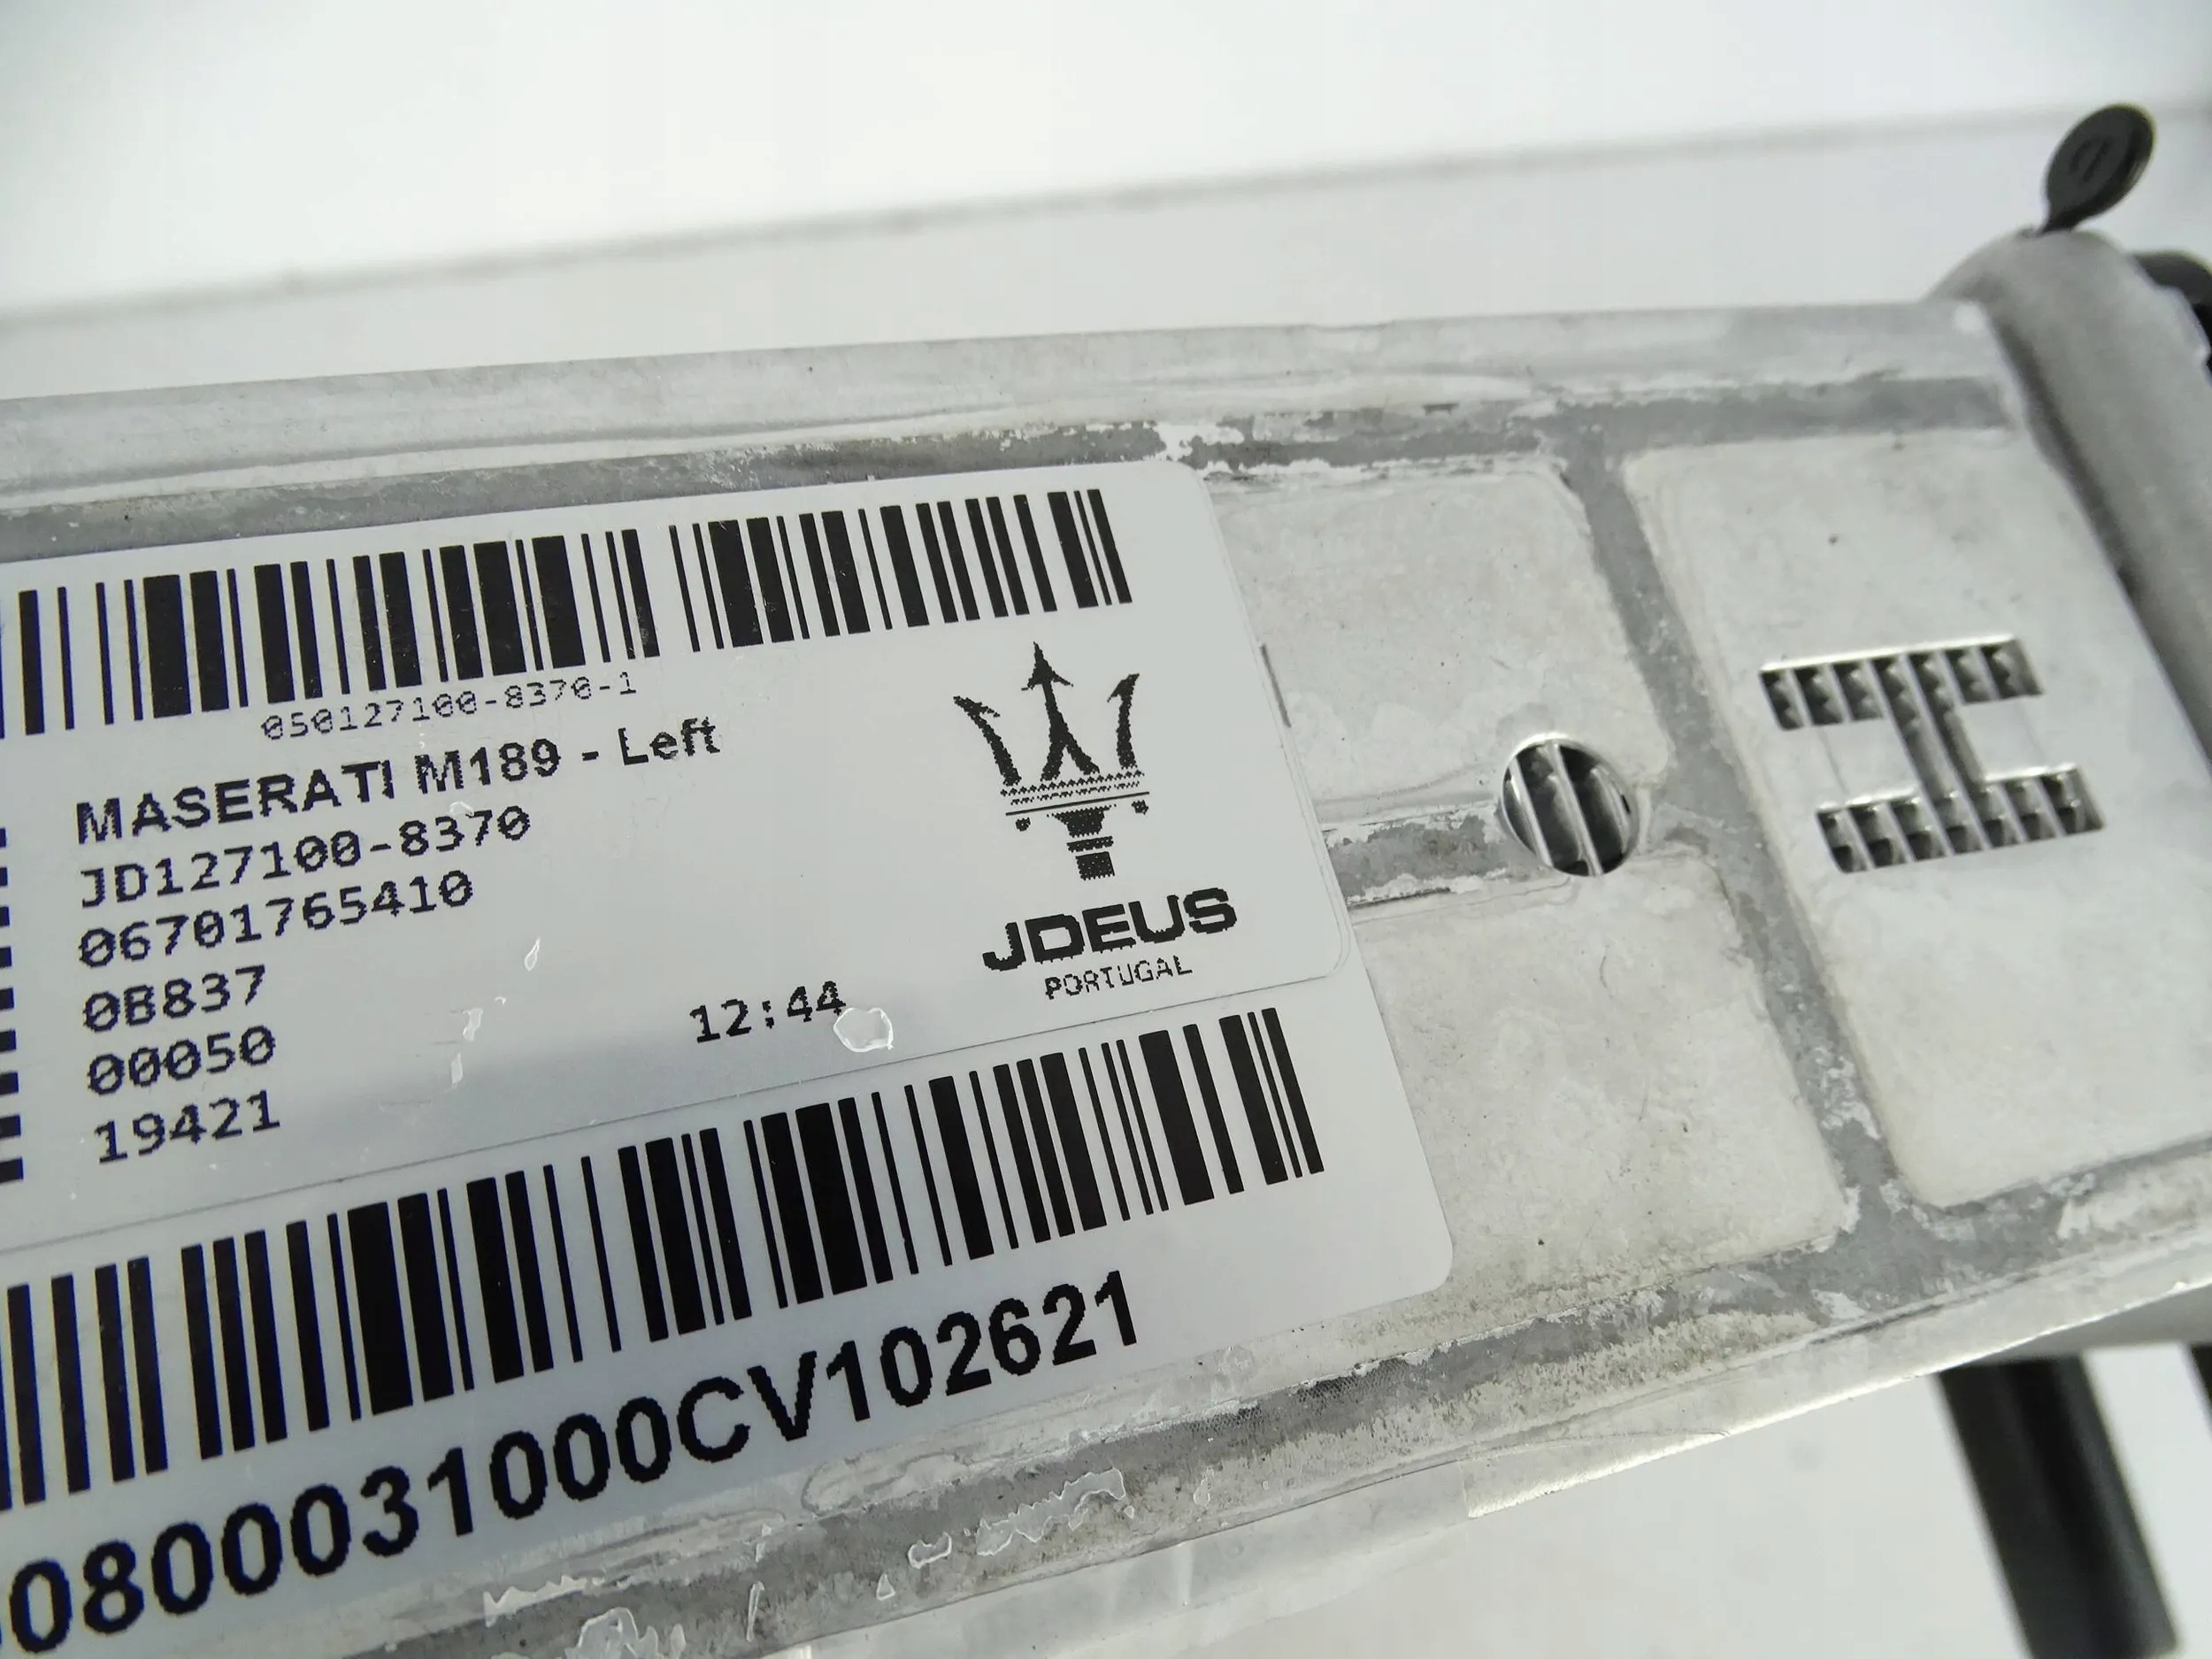 050127100-8370-1
MASERATI M189 - Left
JD127100-8370
06701765410
0B837
00050
19421
12:44
JDEUS
PORTUGAL
0800031000CV102621